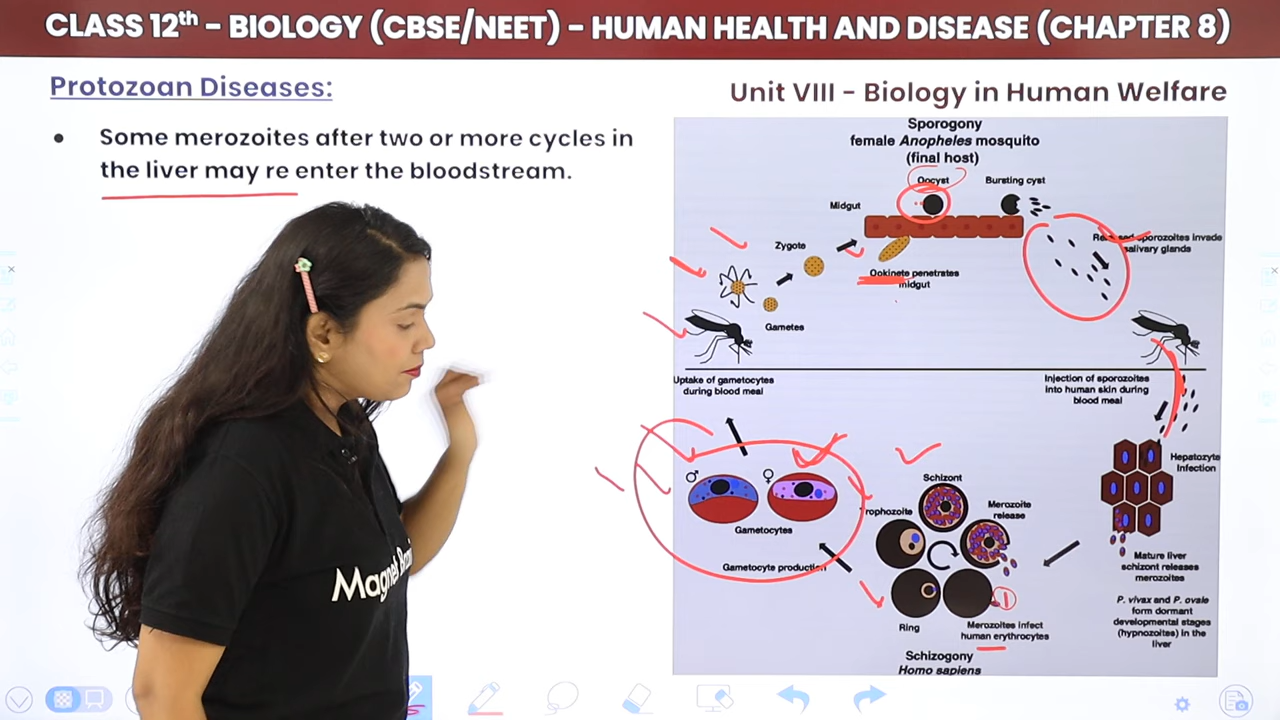 CLASS 12th – BIOLOGY (CBSE/NEET) – HUMAN HEALTH AND DISEASE (CHAPTER 8)
Protozoan Diseases:
Unit VIII – Biology in Human Welfare
• Some merozoites after two or more cycles in
the liver may re enter the bloodstream.
Sporogony
female Anopheles mosquito
(final host)
Oocyst
Bursting cyst
Midgut
Zygote
sporozoites invade
salivary glands
Ookinete penetrates
midgut
Gametes
Uptake of gametocytes
during blood meal
Injection of sporozoites
into human skin during
blood meal
Hepatozyte
Infection
♂
♀
Schizont
Trophozoite
Merozoite
release
Gametocytes
Gametocyte production
Mature liver
schizont releases
merozoites
P. vivax and P. ovale
form dormant
developmental stages
(hypnozoites) in the
liver
Ring
Merozoites infect
human erythrocytes
Schizogony
Homo sapiens
Magnet